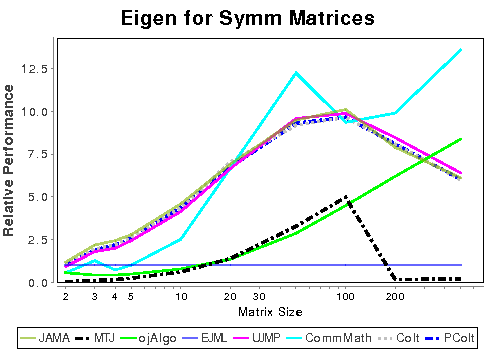 Eigen for Symm Matrices
Relative Performance
12.5
10.0
7.5
5.0
2.5
0.0
2 3 4 5 10 20 30 100 200
Matrix Size
JAMA MTJ ojAlgo EJML UJMP CommMath Colt PColt